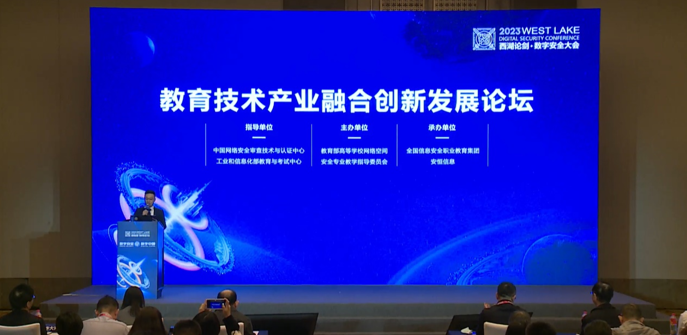 2023 WEST LAKE
DIGITAL SECURITY CONFERENCE
西湖论剑·数字安全大会
教育技术产业融合创新发展论坛
指导单位
中国网络安全审查技术与认证中心
工业和信息化部教育与考试中心
主办单位
教育部高等学校网络空间
安全专业教学指导委员会
承办单位
全国信息安全职业教育集团
安恒信息
WEST LAKE